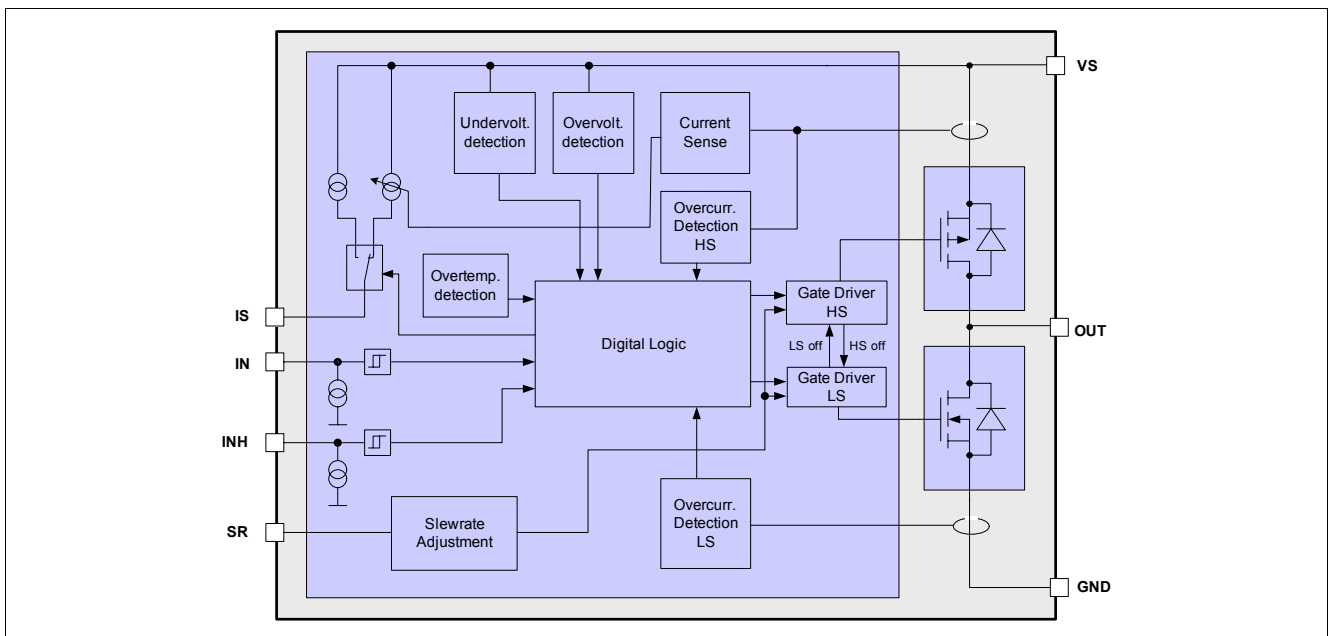 VS
Undervolt.
detection
Overvolt.
detection
Current
Sense
Overcurr.
Detection
HS
Overtemp.
detection
IS
IN
INH
SR
Digital Logic
Gate Driver
HS
LS off
HS off
Gate Driver
LS
OUT
Slewrate
Adjustment
Overcurr.
Detection
LS
GND